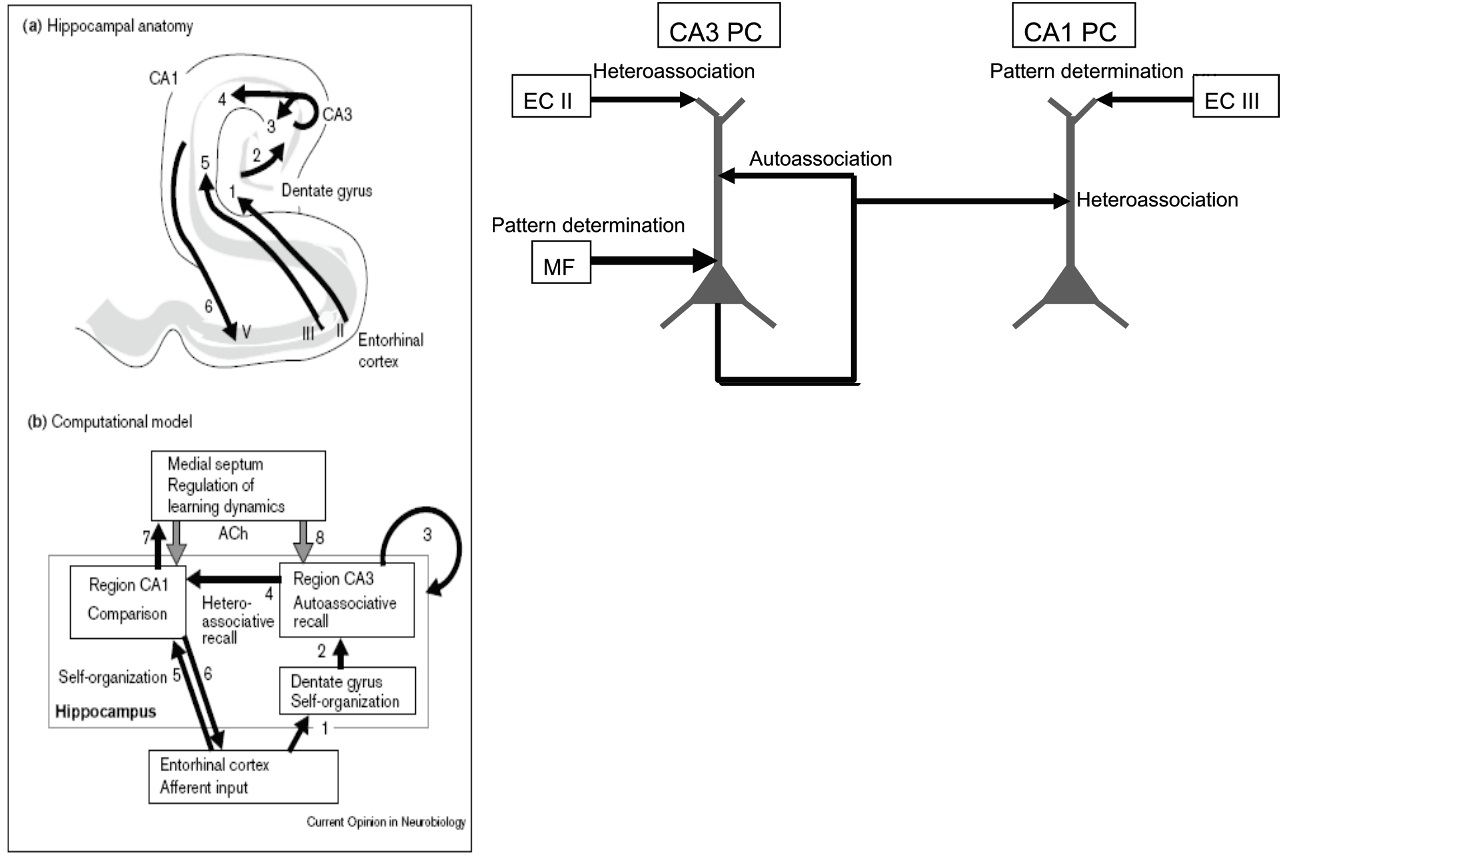 (a) Hippocampal anatomy
CA1
4
CA3
3
2
5
1
Dentate gyrus
6
V
III
II
Entorhinal
cortex
(b) Computational model
Medial septum
Regulation of
learning dynamics
7
ACh
8
3
Region CA1
Comparison
4
Region CA3
Autoassociative
recall
Hetero-
associative
recall
2
Self-organization
5
6
Dentate gyrus
Self-organization
Hippocampus
1
Entorhinal cortex
Afferent input
Current Opinion in Neurobiology
CA3 PC
CA1 PC
Heteroassociation
Pattern determination
EC II
EC III
Autoassociation
Heteroassociation
Pattern determination
MF